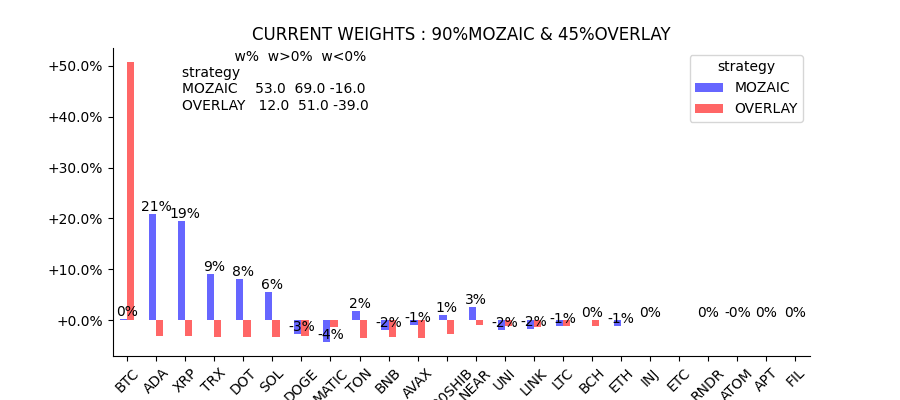 CURRENT WEIGHTS : 90%MOZAIC & 45%OVERLAY
w% w>0% w<0%
strategy
MOZAIC 53.0 69.0 -16.0
OVERLAY 12.0 51.0 -39.0
strategy
MOZAIC
OVERLAY
+50.0%
+40.0%
+30.0%
+20.0%
+10.0%
+0.0%
0% 21% 19% 9% 8% 6% -3% -4% 2% -2% -1% 1% 3% -2% -2% -1% 0% -1% 0% 0% -0% 0% 0%
BTC ADA XRP TRX DOT SOL DOGE MATIC TON BNB AVAX 00SHIB NEAR UNI LINK LTC BCH ETH INJ ETC RNDR ATOM APT FIL